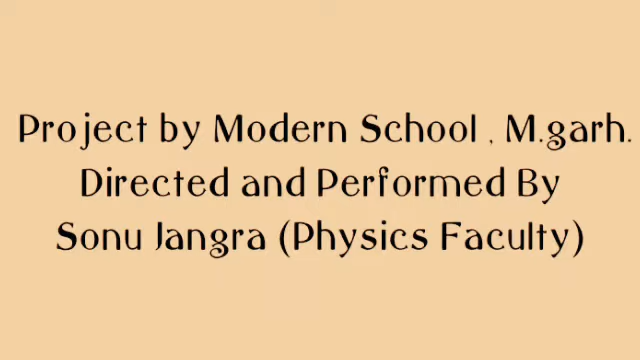 Project by Modern School , M.garh.
Directed and Performed By
Sonu Jangra (Physics Faculty)